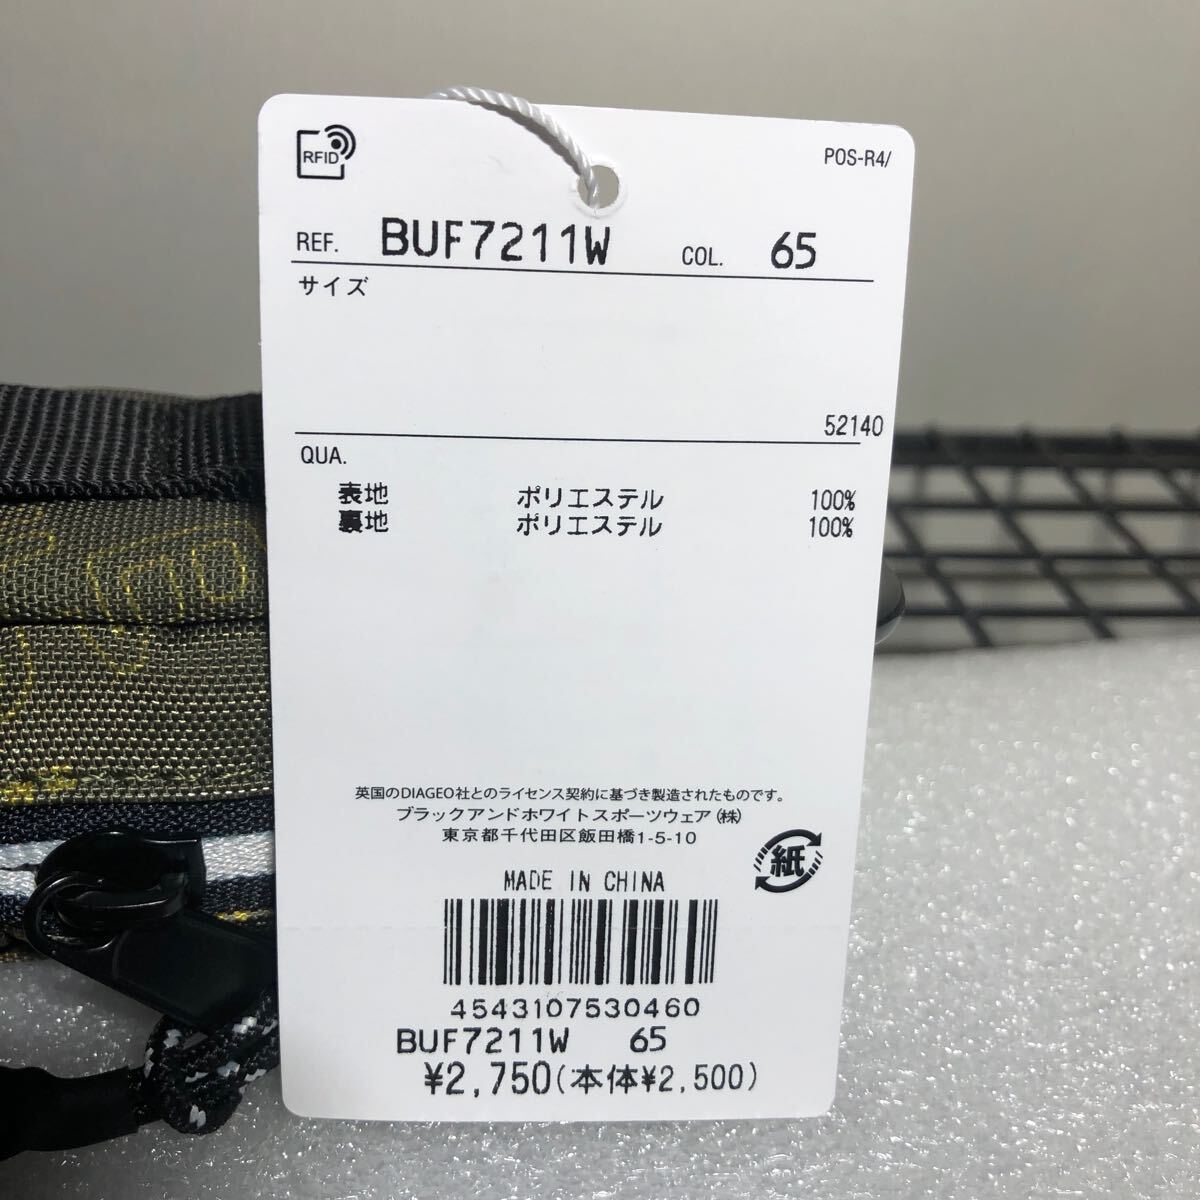 RFID
POS-R4/
REF. BUF7211W COL. 65
サイズ
52140
QUA.
表地 ポリエステル 100%
裏地 ポリエステル 100%
英国のDIAGEO社とのライセンス契約に基づき製造されたものです。
ブラックアンドホワイトスポーツウェア(株)
東京都千代田区飯田橋1-5-10
紙
MADE IN CHINA
4543107530460
BUF7211W 65
¥2,750(本体¥2,500)